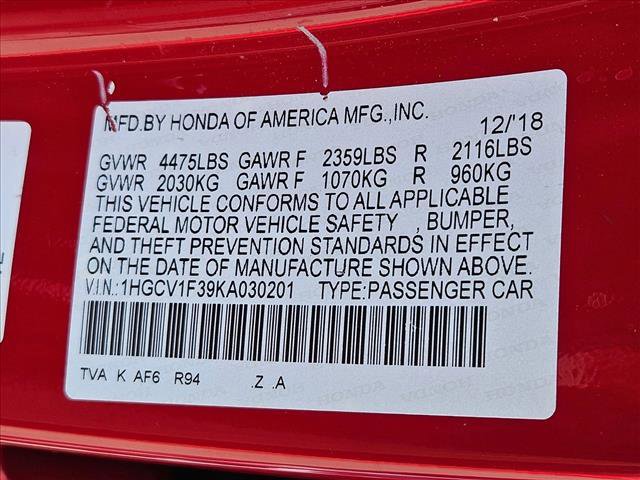 MFD.BY HONDA OF AMERICA MFG.,INC.
12/'18
GVWR 4475LBS GAWR F 2359LBS R 2116LBS
GVWR 2030KG GAWR F 1070KG R 960KG
THIS VEHICLE CONFORMS TO ALL APPLICABLE
FEDERAL MOTOR VEHICLE SAFETY , BUMPER,
AND THEFT PREVENTION STANDARDS IN EFFECT
ON THE DATE OF MANUFACTURE SHOWN ABOVE.
V.I.N.:1HGCV1F39KA030201 TYPE:PASSENGER CAR
TVA K AF6 R94 .Z .A